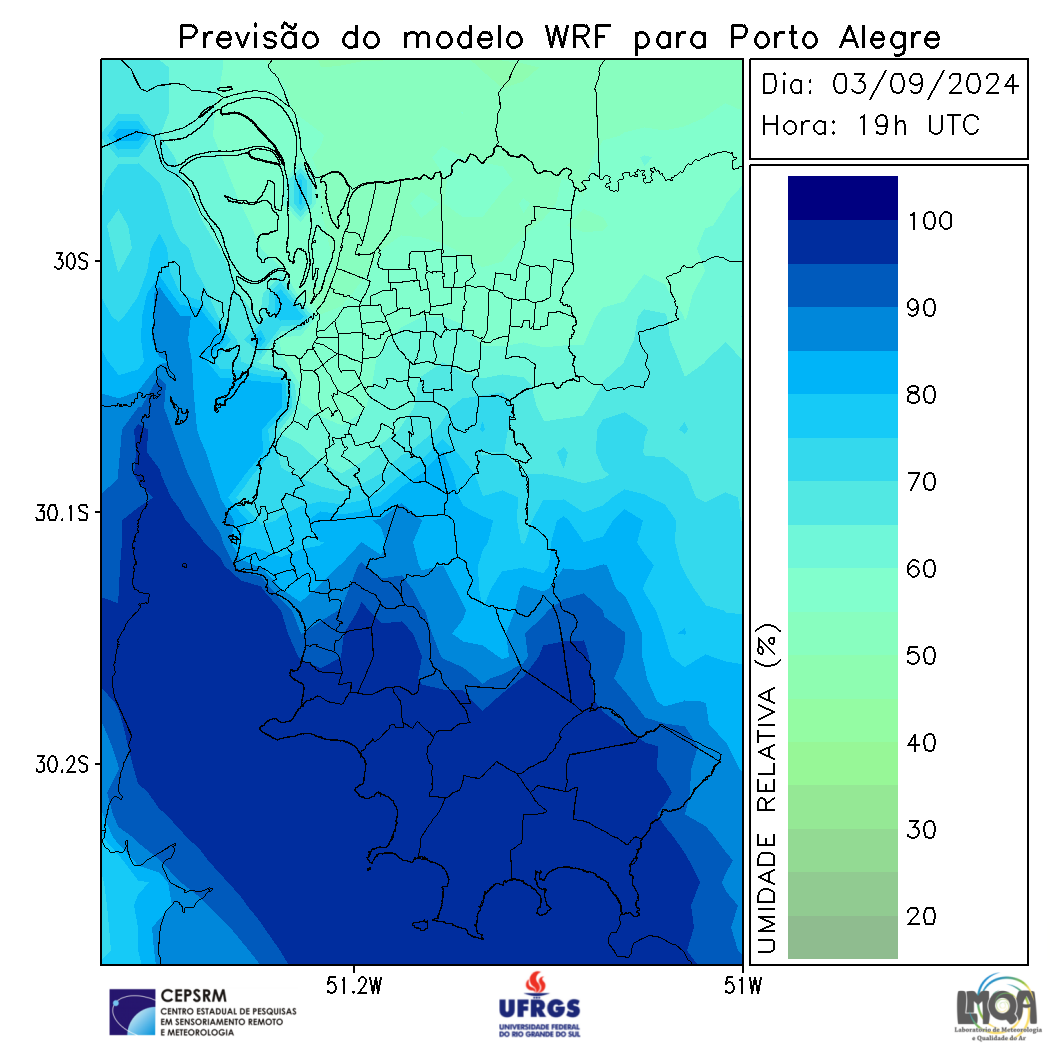 Previsão do modelo WRF para Porto Alegre
Dia: 03/09/2024
Hora: 19h UTC
30S
30.1S
30.2S
51.2W
51W
UMIDADE RELATIVA (%)
100
90
80
70
60
50
40
30
20
CEPSRM
CENTRO ESTADUAL DE PESQUISAS
EM SENSORIAMENTO REMOTO
E METEOROLOGIA
UFRGS
UNIVERSIDADE FEDERAL
DO RIO GRANDE DO SUL
LMQA
Laboratório de Meteorologia
e Qualidade do Ar